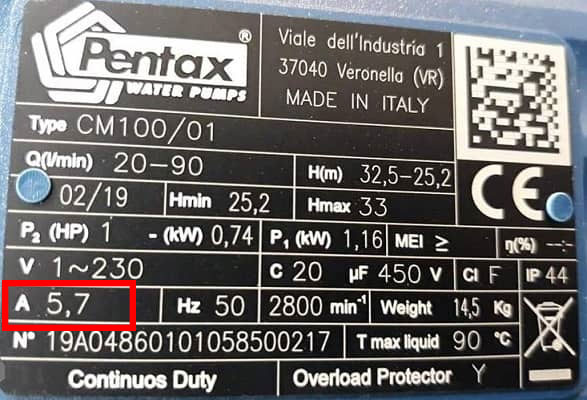 Pentax ®
WATER PUMPS
Viale dell'Industria 1
37040 Veronella (VR)
MADE IN ITALY
Type CM100/01
Q(l/min) 20-90 H(m) 32,5-25,2
02/19 Hmin 25,2 Hmax 33
CE
P2 (HP) 1 - (kW) 0,74 P1 (kW) 1,16 MEI ≥ η(%) --.-
V 1~230 C 20 µF 450 V Cl F IP 44
A 5,7 Hz 50 2800 min⁻¹ Weight 14,5 Kg
N° 19A04860101058500217 T max liquid 90 °C
Continuos Duty Overload Protector Y